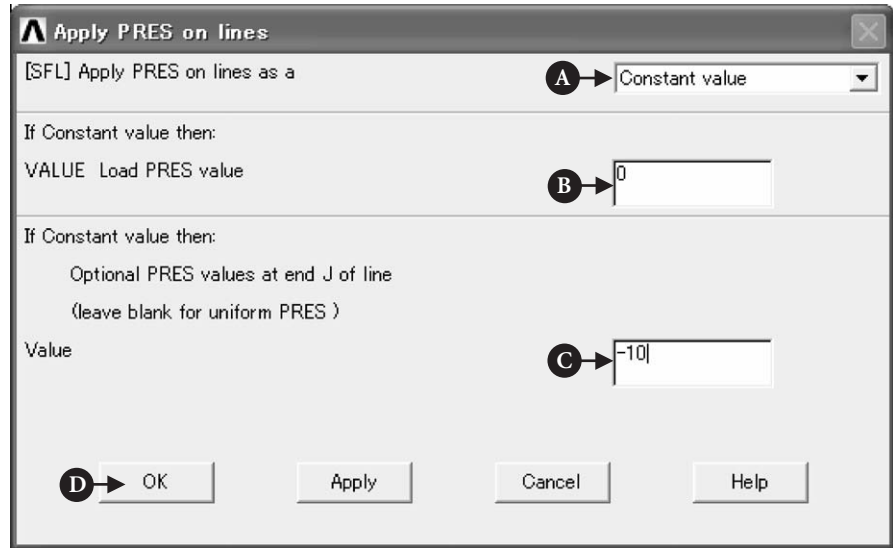 Apply PRES on lines
[SFL] Apply PRES on lines as a
A
Constant value
If Constant value then:
VALUE Load PRES value
B
0
If Constant value then:
Optional PRES values at end J of line
(leave blank for uniform PRES )
Value
C
-10
D
OK
Apply
Cancel
Help